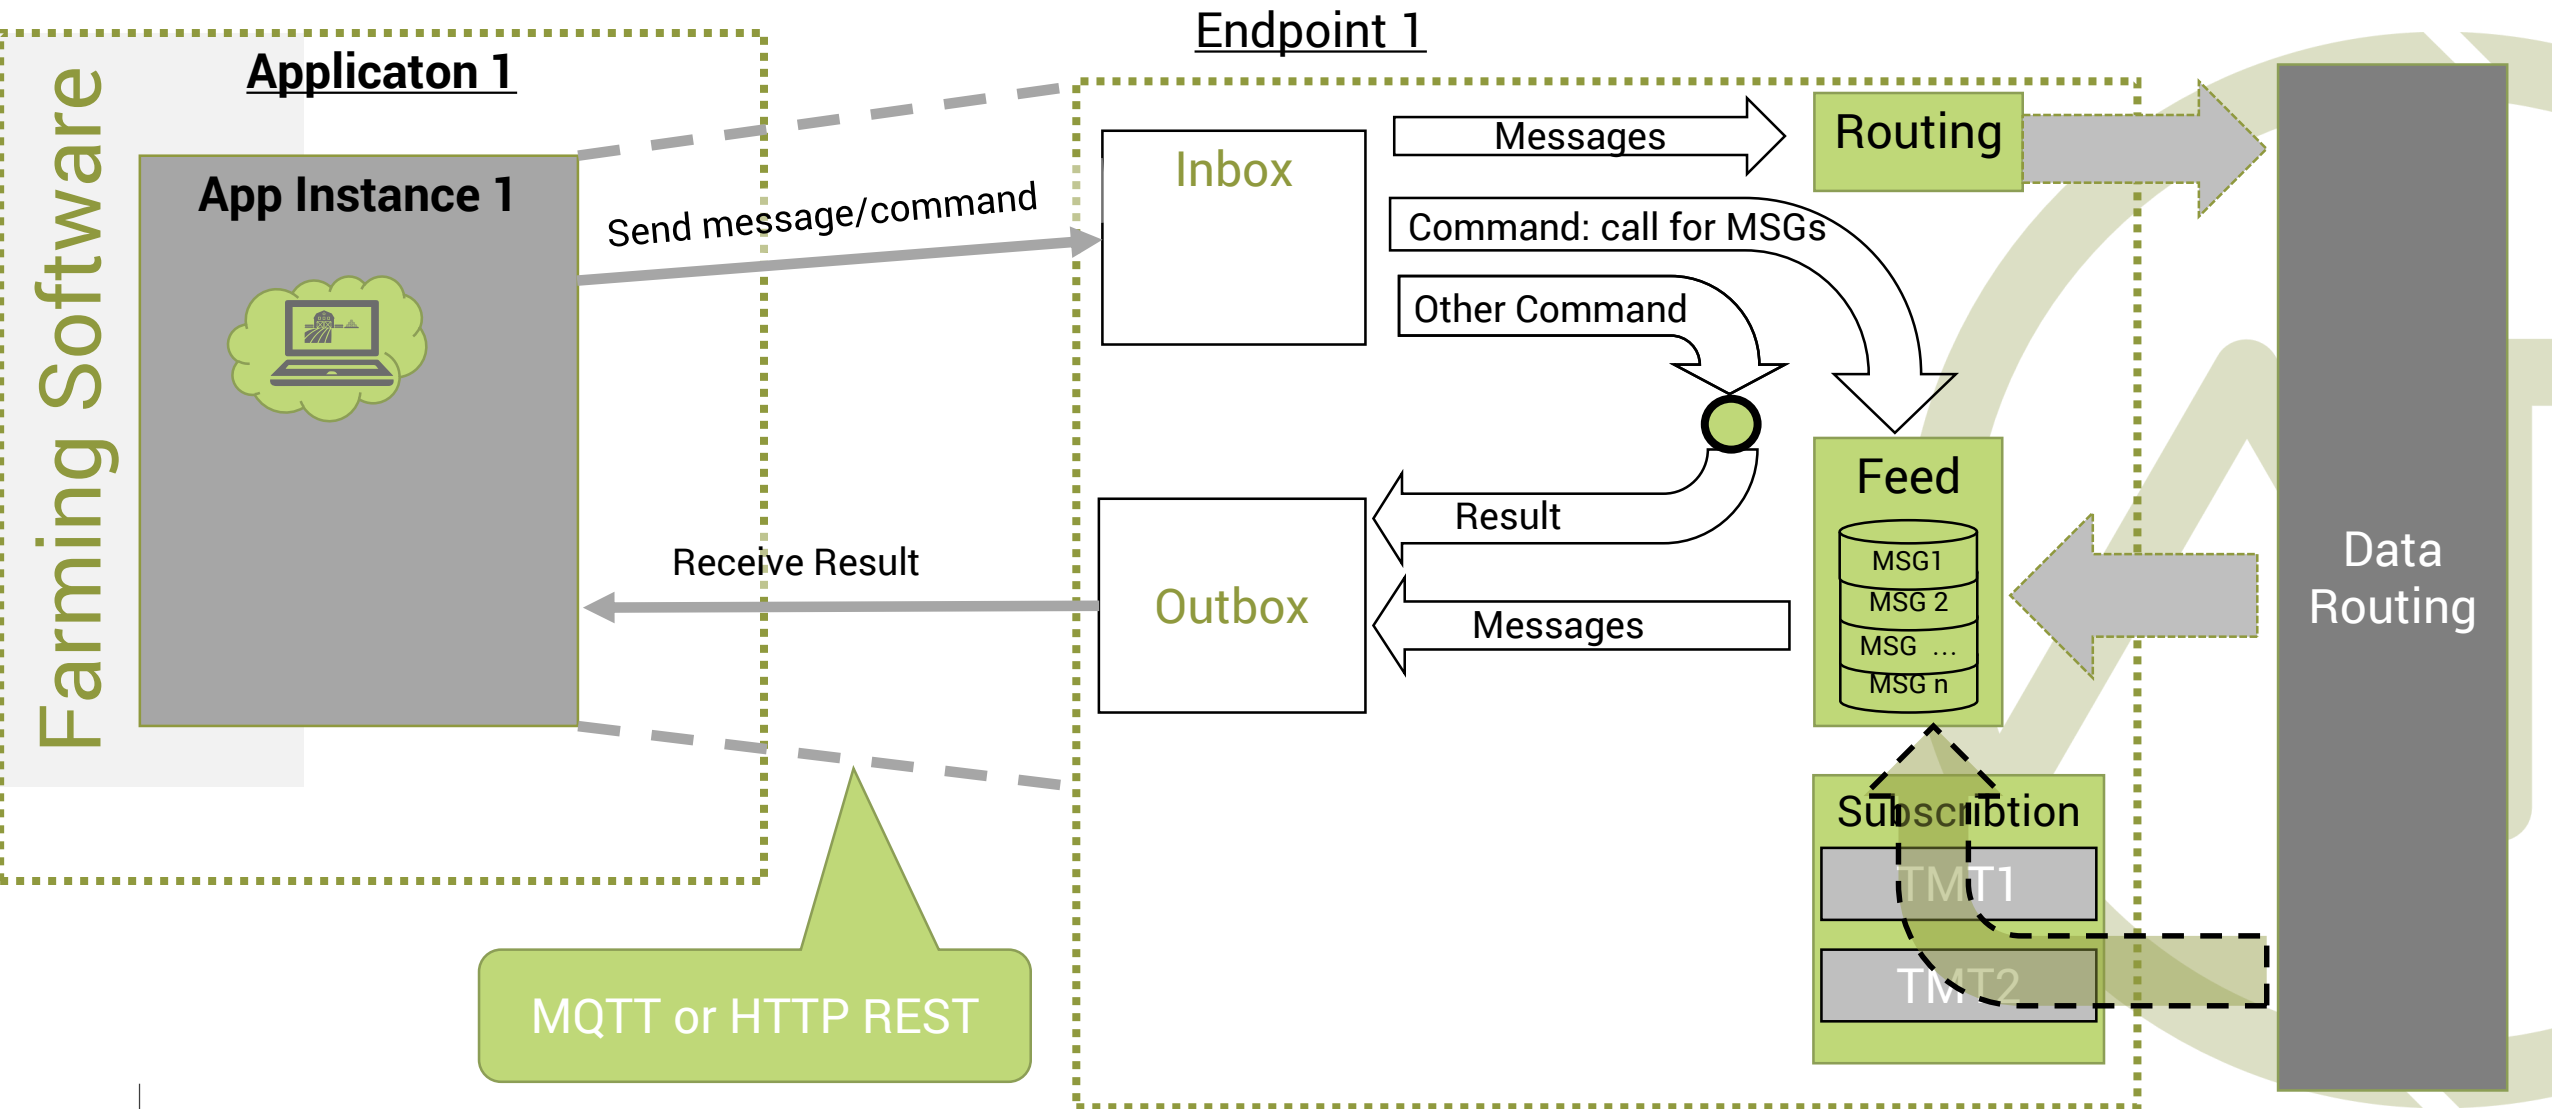 Endpoint 1
Applicaton 1
Farming Software
App Instance 1
Send message/command
Receive Result
MQTT or HTTP REST
Inbox
Messages
Routing
Command: call for MSGs
Other Command
Outbox
Result
Messages
Feed
MSG1
MSG 2
MSG ...
MSG n
Subscribtion
TMT1
TMT2
Data
Routing